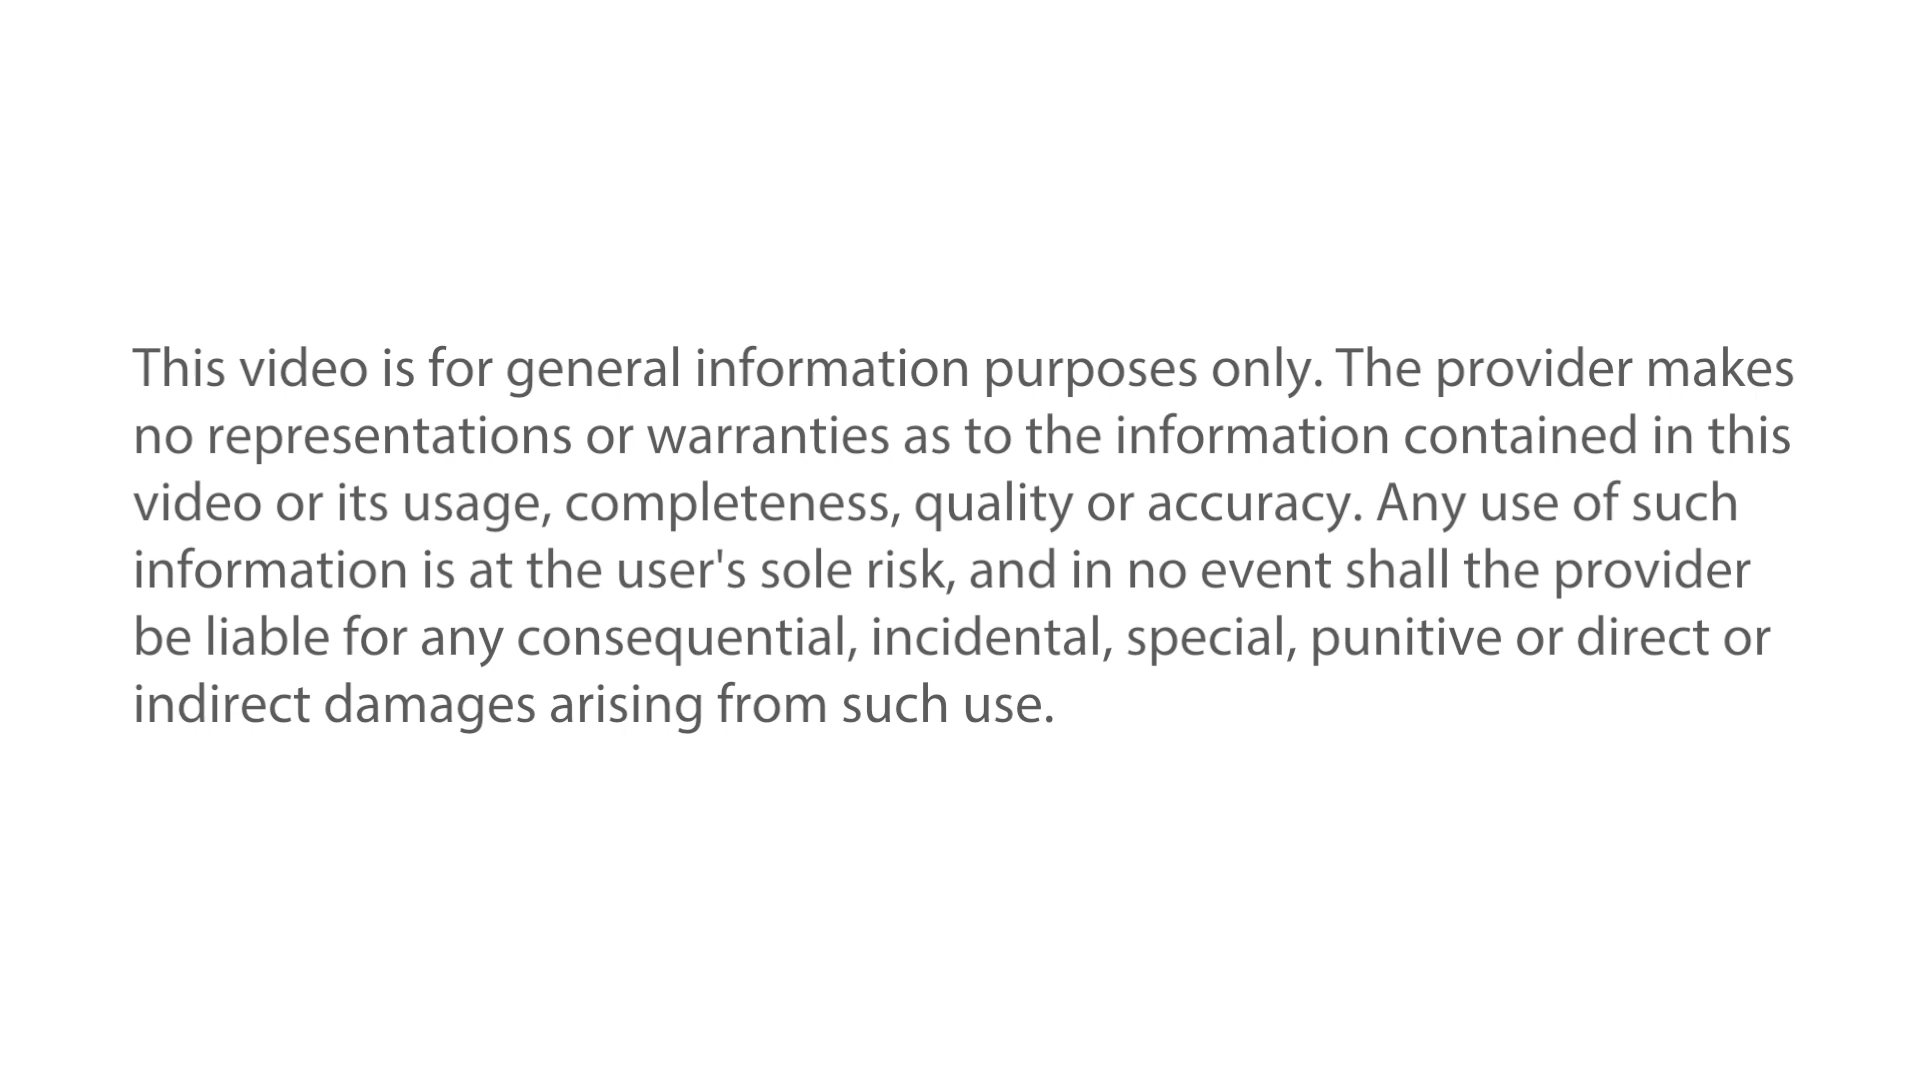 This video is for general information purposes only. The provider makes
no representations or warranties as to the information contained in this
video or its usage, completeness, quality or accuracy. Any use of such
information is at the user's sole risk, and in no event shall the provider
be liable for any consequential, incidental, special, punitive or direct or
indirect damages arising from such use.